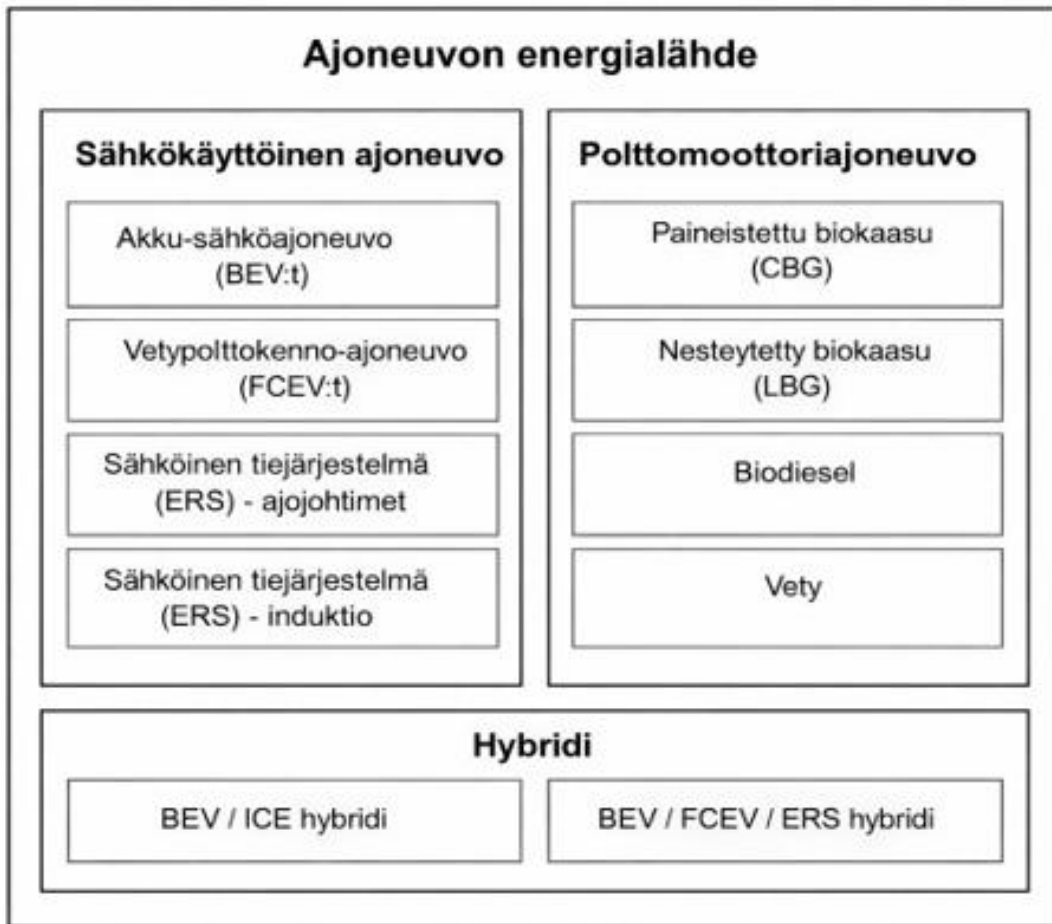 Ajoneuvon energialähde
Sähkökäyttöinen ajoneuvo
Akku-sähköajoneuvo
(BEV:t)
Vetypolttokenno-ajoneuvo
(FCEV:t)
Sähköinen tiejärjestelmä
(ERS) - ajojohtimet
Sähköinen tiejärjestelmä
(ERS) - induktio
Polttomoottoriajoneuvo
Paineistettu biokaasu
(CBG)
Nesteytetty biokaasu
(LBG)
Biodiesel
Vety
Hybridi
BEV / ICE hybridi
BEV / FCEV / ERS hybridi